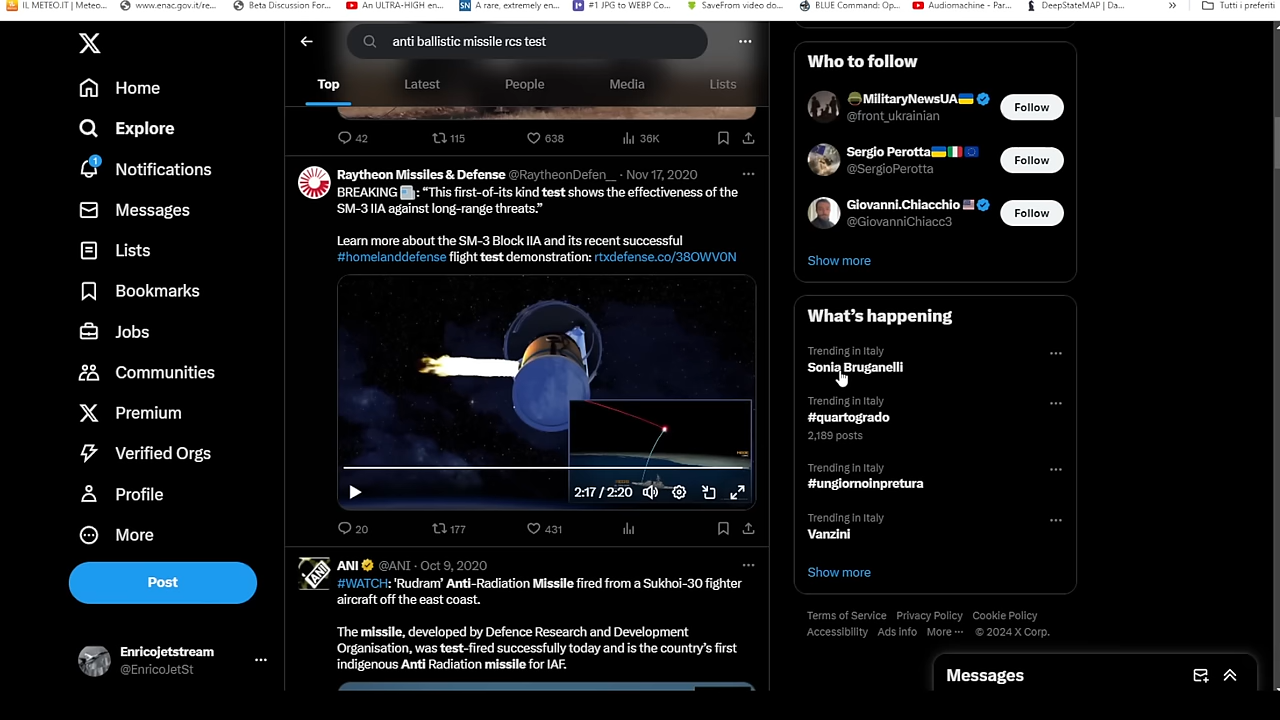 IL METEO.IT | Meteo...
www.enac.gov.it/re...
Beta Discussion For...
An ULTRA-HIGH en...
A rare, extremely en...
#1 JPG to WEBP Co...
SaveFrom video do...
BLUE Command: Op...
Audiomachine - Par...
DeepStateMAP | Da...
»
Tutti i preferiti
anti ballistic missile rcs test
Top
Latest
People
Media
Lists
Home
Explore
1
Notifications
Messages
Lists
Bookmarks
Jobs
Communities
Premium
Verified Orgs
Profile
More
Post
Enricojetstream
@EnricoJetSt
42
115
638
36K
Raytheon Missiles & Defense @RaytheonDefen__ · Nov 17, 2020
BREAKING : “This first-of-its kind test shows the effectiveness of the
SM-3 IIA against long-range threats.”
Learn more about the SM-3 Block IIA and its recent successful
#homelanddefense flight test demonstration: rtxdefense.co/38OWV0N
2:17 / 2:20
20
177
431
ANI @ANI · Oct 9, 2020
#WATCH: 'Rudram' Anti-Radiation Missile fired from a Sukhoi-30 fighter
aircraft off the east coast.
The missile, developed by Defence Research and Development
Organisation, was test-fired successfully today and is the country's first
indigenous Anti Radiation missile for IAF.
Who to follow
MilitaryNewsUA
@front_ukrainian
Follow
Sergio Perotta
@SergioPerotta
Follow
Giovanni.Chiacchio
@GiovanniChiacc3
Follow
Show more
What's happening
Trending in Italy
Sonia Bruganelli
Trending in Italy
#quartogrado
2,189 posts
Trending in Italy
#ungiornoinpretura
Trending in Italy
Vanzini
Show more
Terms of Service Privacy Policy Cookie Policy
Accessibility Ads info More ··· © 2024 X Corp.
Messages